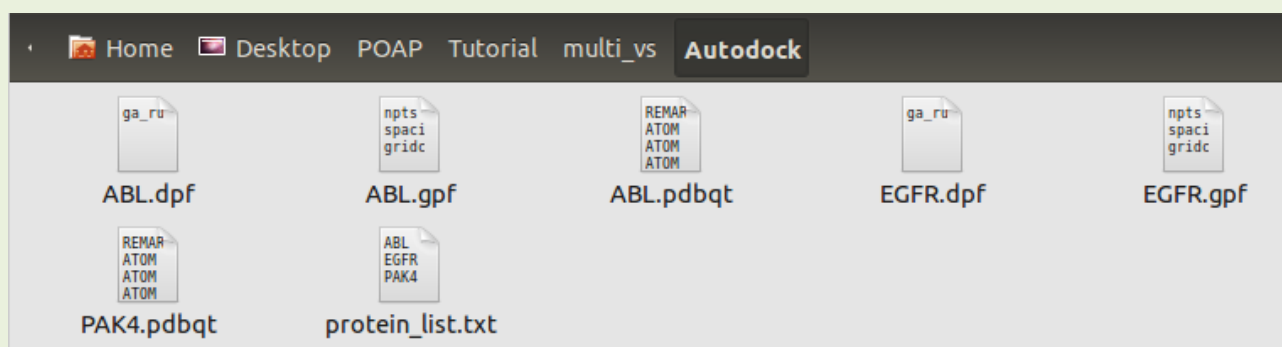 Home Desktop POAP Tutorial multi_vs Autodock
ga_ru npts REMAR ga_ru npts
spaci ATOM spaci
gridc ATOM gridc
ATOM
ABL.dpf ABL.gpf ABL.pdbqt EGFR.dpf EGFR.gpf
REMAR ABL
ATOM EGFR
ATOM PAK4
ATOM
PAK4.pdbqt protein_list.txt